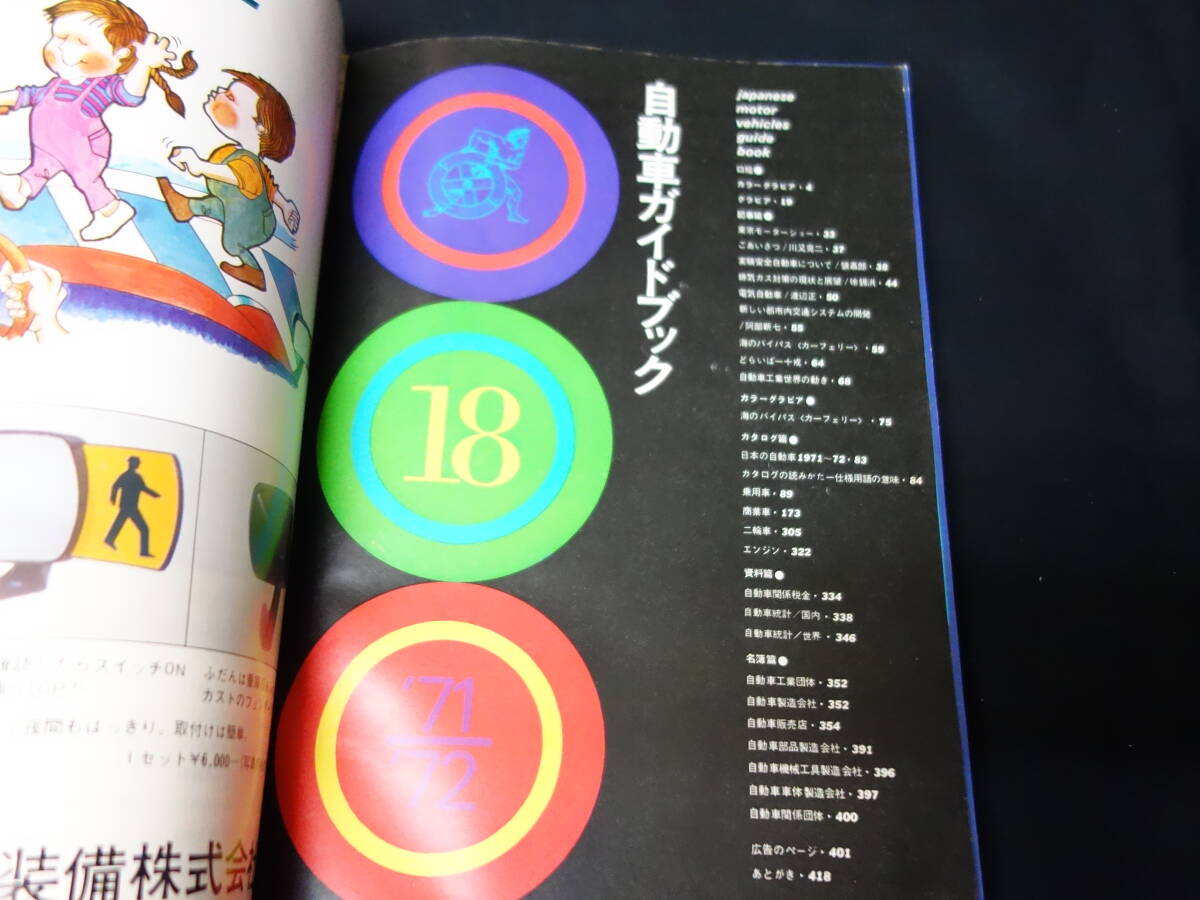 自動車ガイドブック
18
'71
'72
japanese
motor
vehicles
guide
book
口絵
カラーグラビア・4
グラビア・19
記事篇
東京モーターショー・33
ごあいさつ/川又克二・37
実験安全自動車について/ 嘉郎・38
排気ガス対策の現状と展望/ ・44
電気自動車/渡辺正・50
新しい都市内交通システムの開発
/阿部新七・55
海のバイパス〈カーフェリー〉・59
どらいばー十戒・64
自動車工業世界の動き・68
カラーグラビア
海のバイパス〈カーフェリー〉・75
カタログ篇
日本の自動車1971～72・83
カタログの読みかたー仕様用語の意味・84
乗用車・89
商業車・173
二輪車・305
エンジン・322
資料篇
自動車関係税金・334
自動車統計/国内・338
自動車統計/世界・346
名簿篇
自動車工業団体・352
自動車製造会社・352
自動車販売店・354
自動車部品製造会社・391
自動車機械工具製造会社・396
自動車車体製造会社・397
自動車関係団体・400
広告のページ・401
あとがき・418
たらスイッチON
ふだんは
カストのフェン
夜間もはっきり。取付けは簡単。
1セット¥6,000
装備株式会